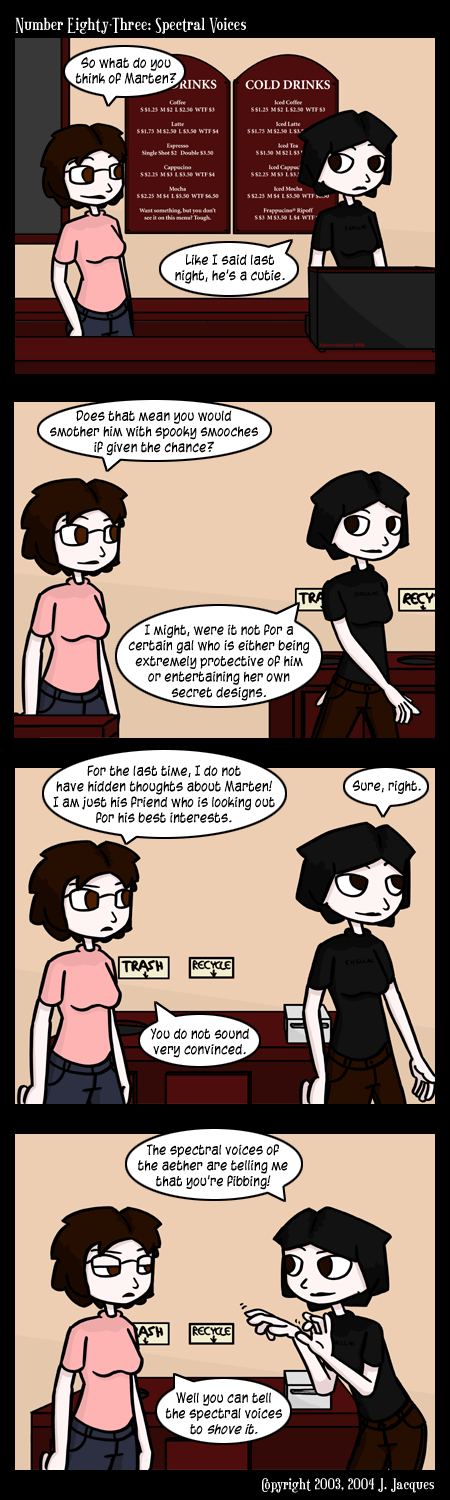 Number Eighty-Three: Spectral Voices
So what do you
think of Marten?
RINKS
Coffee
S $1.25 M $2 L $2.50 WTF $3
Latte
S $1.75 M $2.50 L $3.50 WTF $4
Espresso
Single Shot $2 Double $3.50
Cappucino
S $2.25 M $3 L $3.50 WTF $4
Mocha
S $2.25 M $4 L $5.50 WTF $6.50
Want something, but you don't
see it on this menu? Tough.
COLD DRINKS
Iced Coffee
S $1.25 M $2 L $2.50 WTF $3
Iced Latte
S $1.75 M $2.50 L $3.
Iced Tea
S $1.50 M $2 L $3
Iced Cappuc
S $2.25 M $3 L $3.5
Iced Mocha
S $2.25 M $4 L $5.50 WTF $6.50
Frappucino® Ripoff
S $3 M $3.50 L $4 WTF
Like I said last
night, he's a cutie.
Does that mean you would
smother him with spooky smooches
if given the chance?
TRA
RECY
I might, were it not for a
certain gal who is either being
extremely protective of him
or entertaining her own
secret designs.
For the last time, I do not
have hidden thoughts about Marten!
I am just his friend who is looking out
for his best interests.
Sure, right.
TRASH
RECYCLE
You do not sound
very convinced.
The spectral voices of
the aether are telling me
that you're fibbing!
ASH
RECYCLE
Well you can tell
the spectral voices
to shove it.
Copyright 2003, 2004 J. Jacques